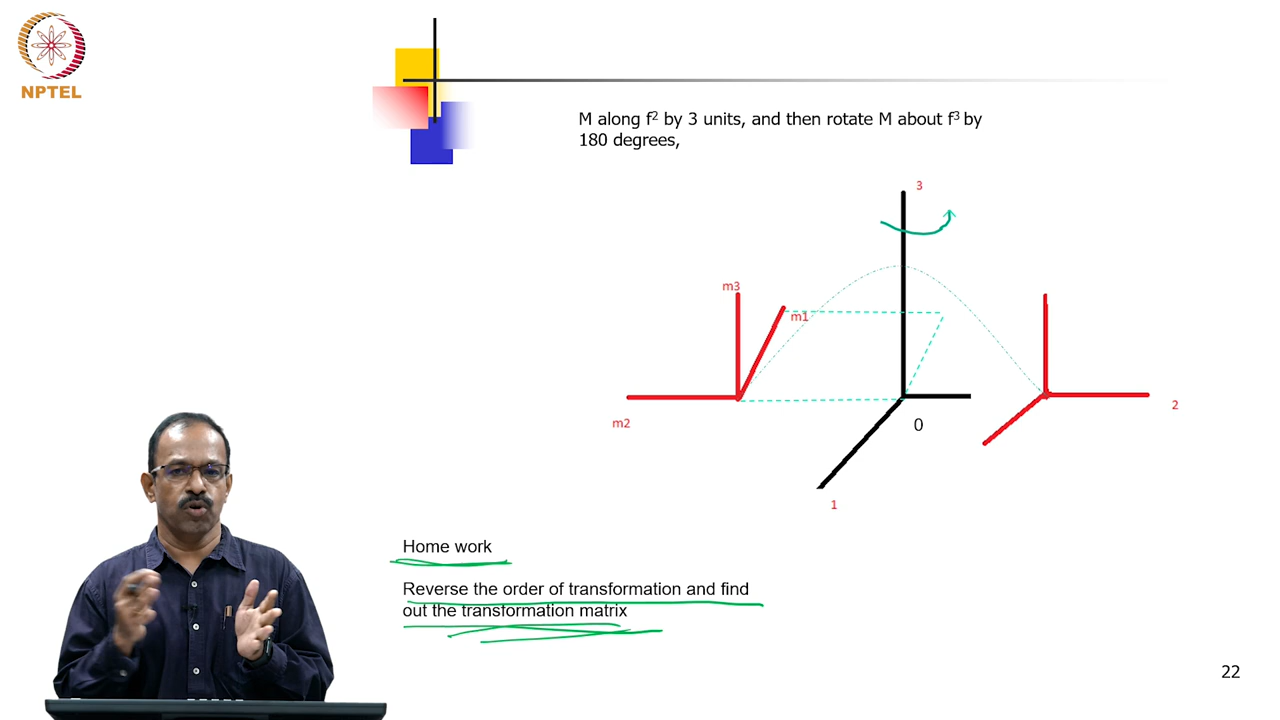 NPTEL
M along f² by 3 units, and then rotate M about f³ by
180 degrees,
3
m3
m1
2
m2
0
1
Home work
Reverse the order of transformation and find
out the transformation matrix
22